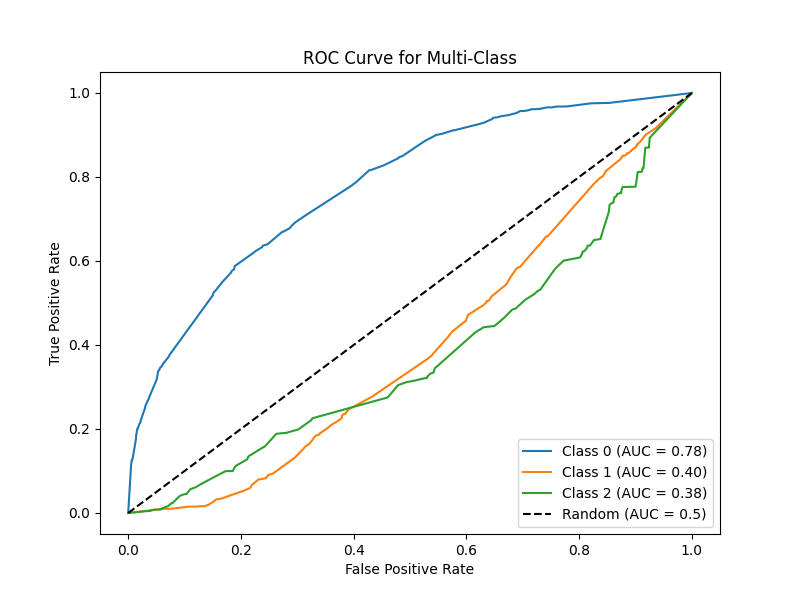 ROC Curve for Multi-Class
True Positive Rate
1.0
0.8
0.6
0.4
0.2
0.0
0.0 0.2 0.4 0.6 0.8 1.0
False Positive Rate
Class 0 (AUC = 0.78)
Class 1 (AUC = 0.40)
Class 2 (AUC = 0.38)
Random (AUC = 0.5)